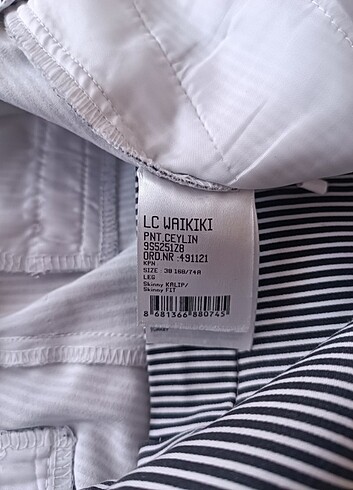 LC WAIKIKI
PNT.CEYLIN
9S5251Z8
ORD.NR :491121
KPN
SIZE : 38 168/74A
LEG
Skinny KALIP/
Skinny FIT
8 681366 880745